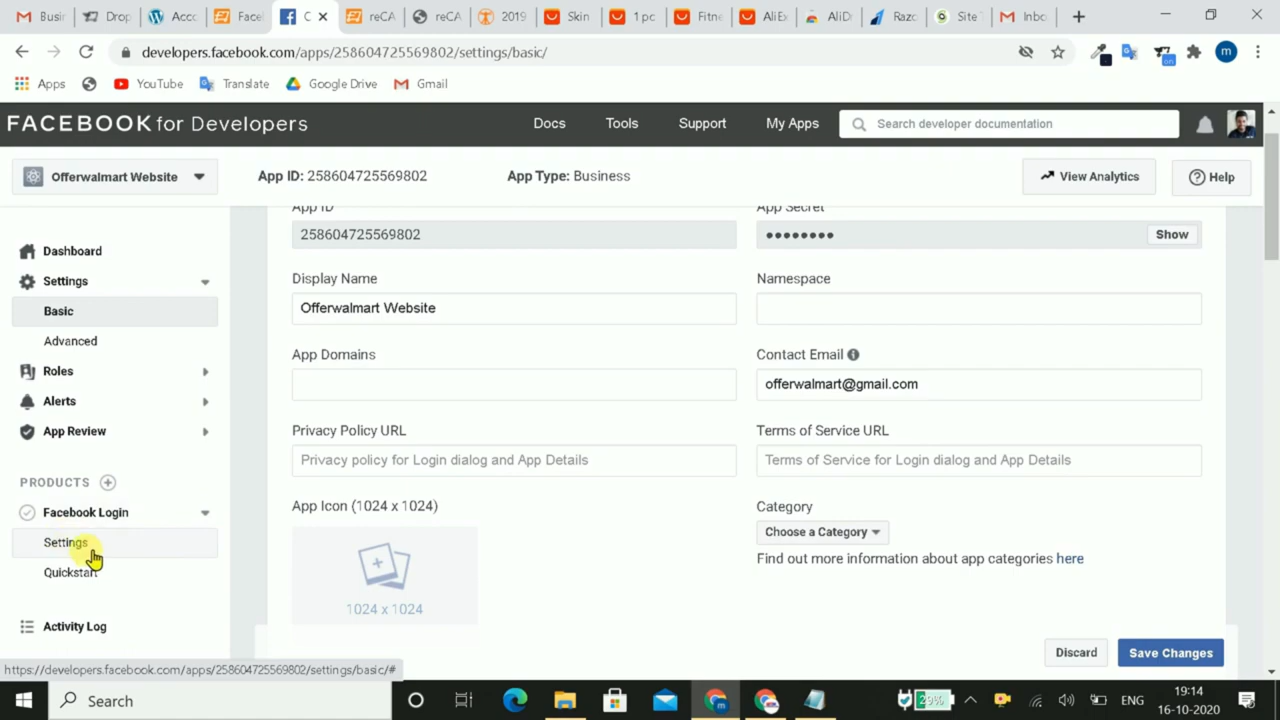 Busir
Drop
Acco
Facel
C
reCA
reCA
2019
Skin
1 pc
Fitne
AliEx
AliDr
Razo
Site
Inbo
developers.facebook.com/apps/258604725569802/settings/basic/
m
on
Apps
YouTube
Translate
Google Drive
Gmail
FACEBOOK for Developers
Docs
Tools
Support
My Apps
Search developer documentation
Offerwalmart Website
App ID: 258604725569802
App Type: Business
View Analytics
Help
Dashboard
Settings
Basic
Advanced
Roles
Alerts
App Review
PRODUCTS
Facebook Login
Settings
Quickstart
Activity Log
App ID
258604725569802
App Secret
●●●●●●●●
Show
Display Name
Offerwalmart Website
Namespace
App Domains
Contact Email
offerwalmart@gmail.com
Privacy Policy URL
Privacy policy for Login dialog and App Details
Terms of Service URL
Terms of Service for Login dialog and App Details
App Icon (1024 x 1024)
1024 x 1024
Category
Choose a Category
Find out more information about app categories here
Discard
Save Changes
https://developers.facebook.com/apps/258604725569802/settings/basic/#
Search
29%
ENG
19:14
16-10-2020